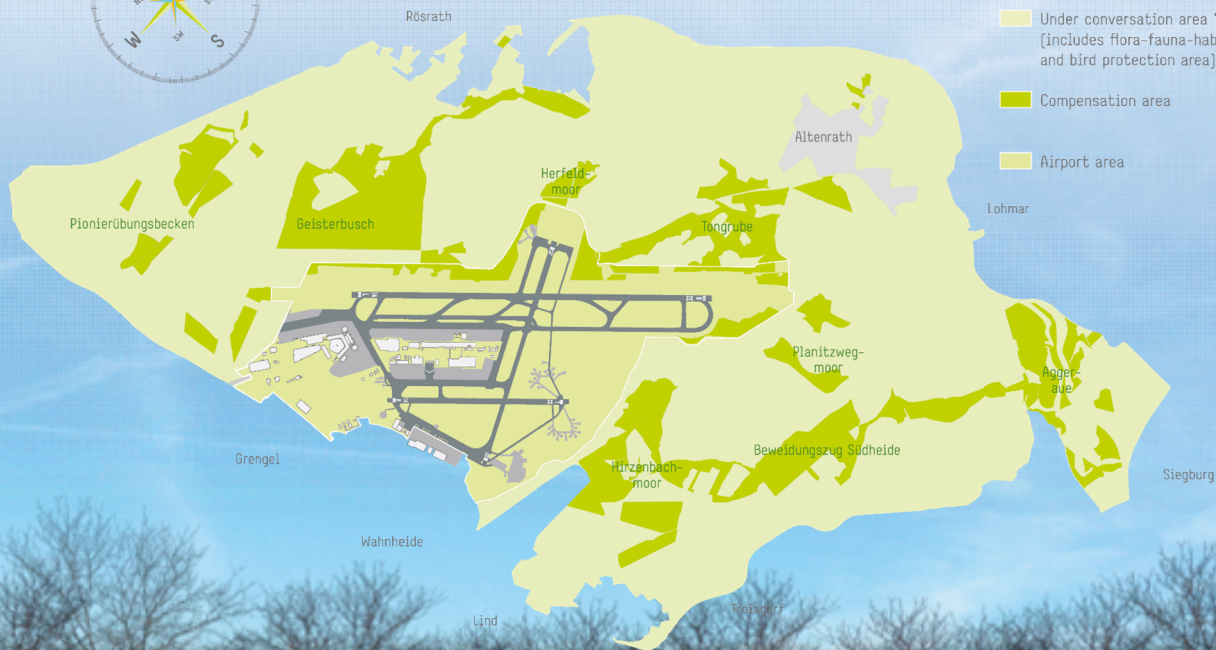 W
SW
S
Rösrath
Under conversation area
(includes flora-fauna-hab
and bird protection area)
Compensation area
Airport area
Altenrath
Lohmar
Herfeld-
moor
Pionierübungsbecken
Geisterbusch
Tongrube
Planitzweg-
moor
Agger-
aue
Beweidungszug Südheide
Hirzenbach-
moor
Grengel
Siegburg
Wahnheide
Lind
Troisdorf